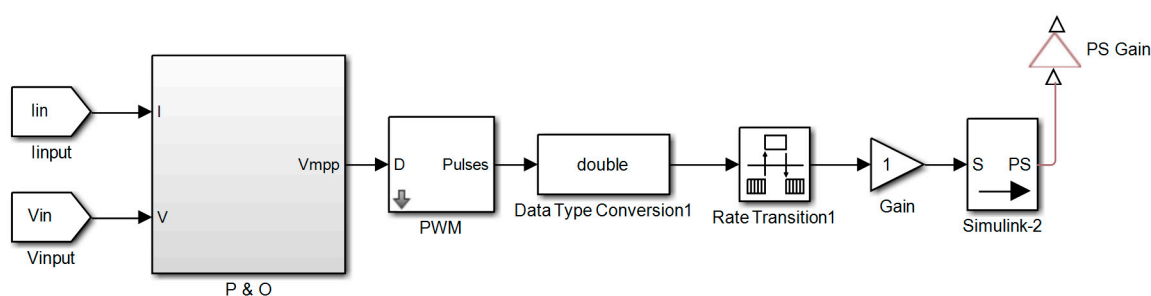 PS Gain
Iin
Iinput
I
Vmpp
Vin
Vinput
V
P & O
D
Pulses
PWM
double
Data Type Conversion1
Rate Transition1
1
Gain
S
PS
Simulink-2